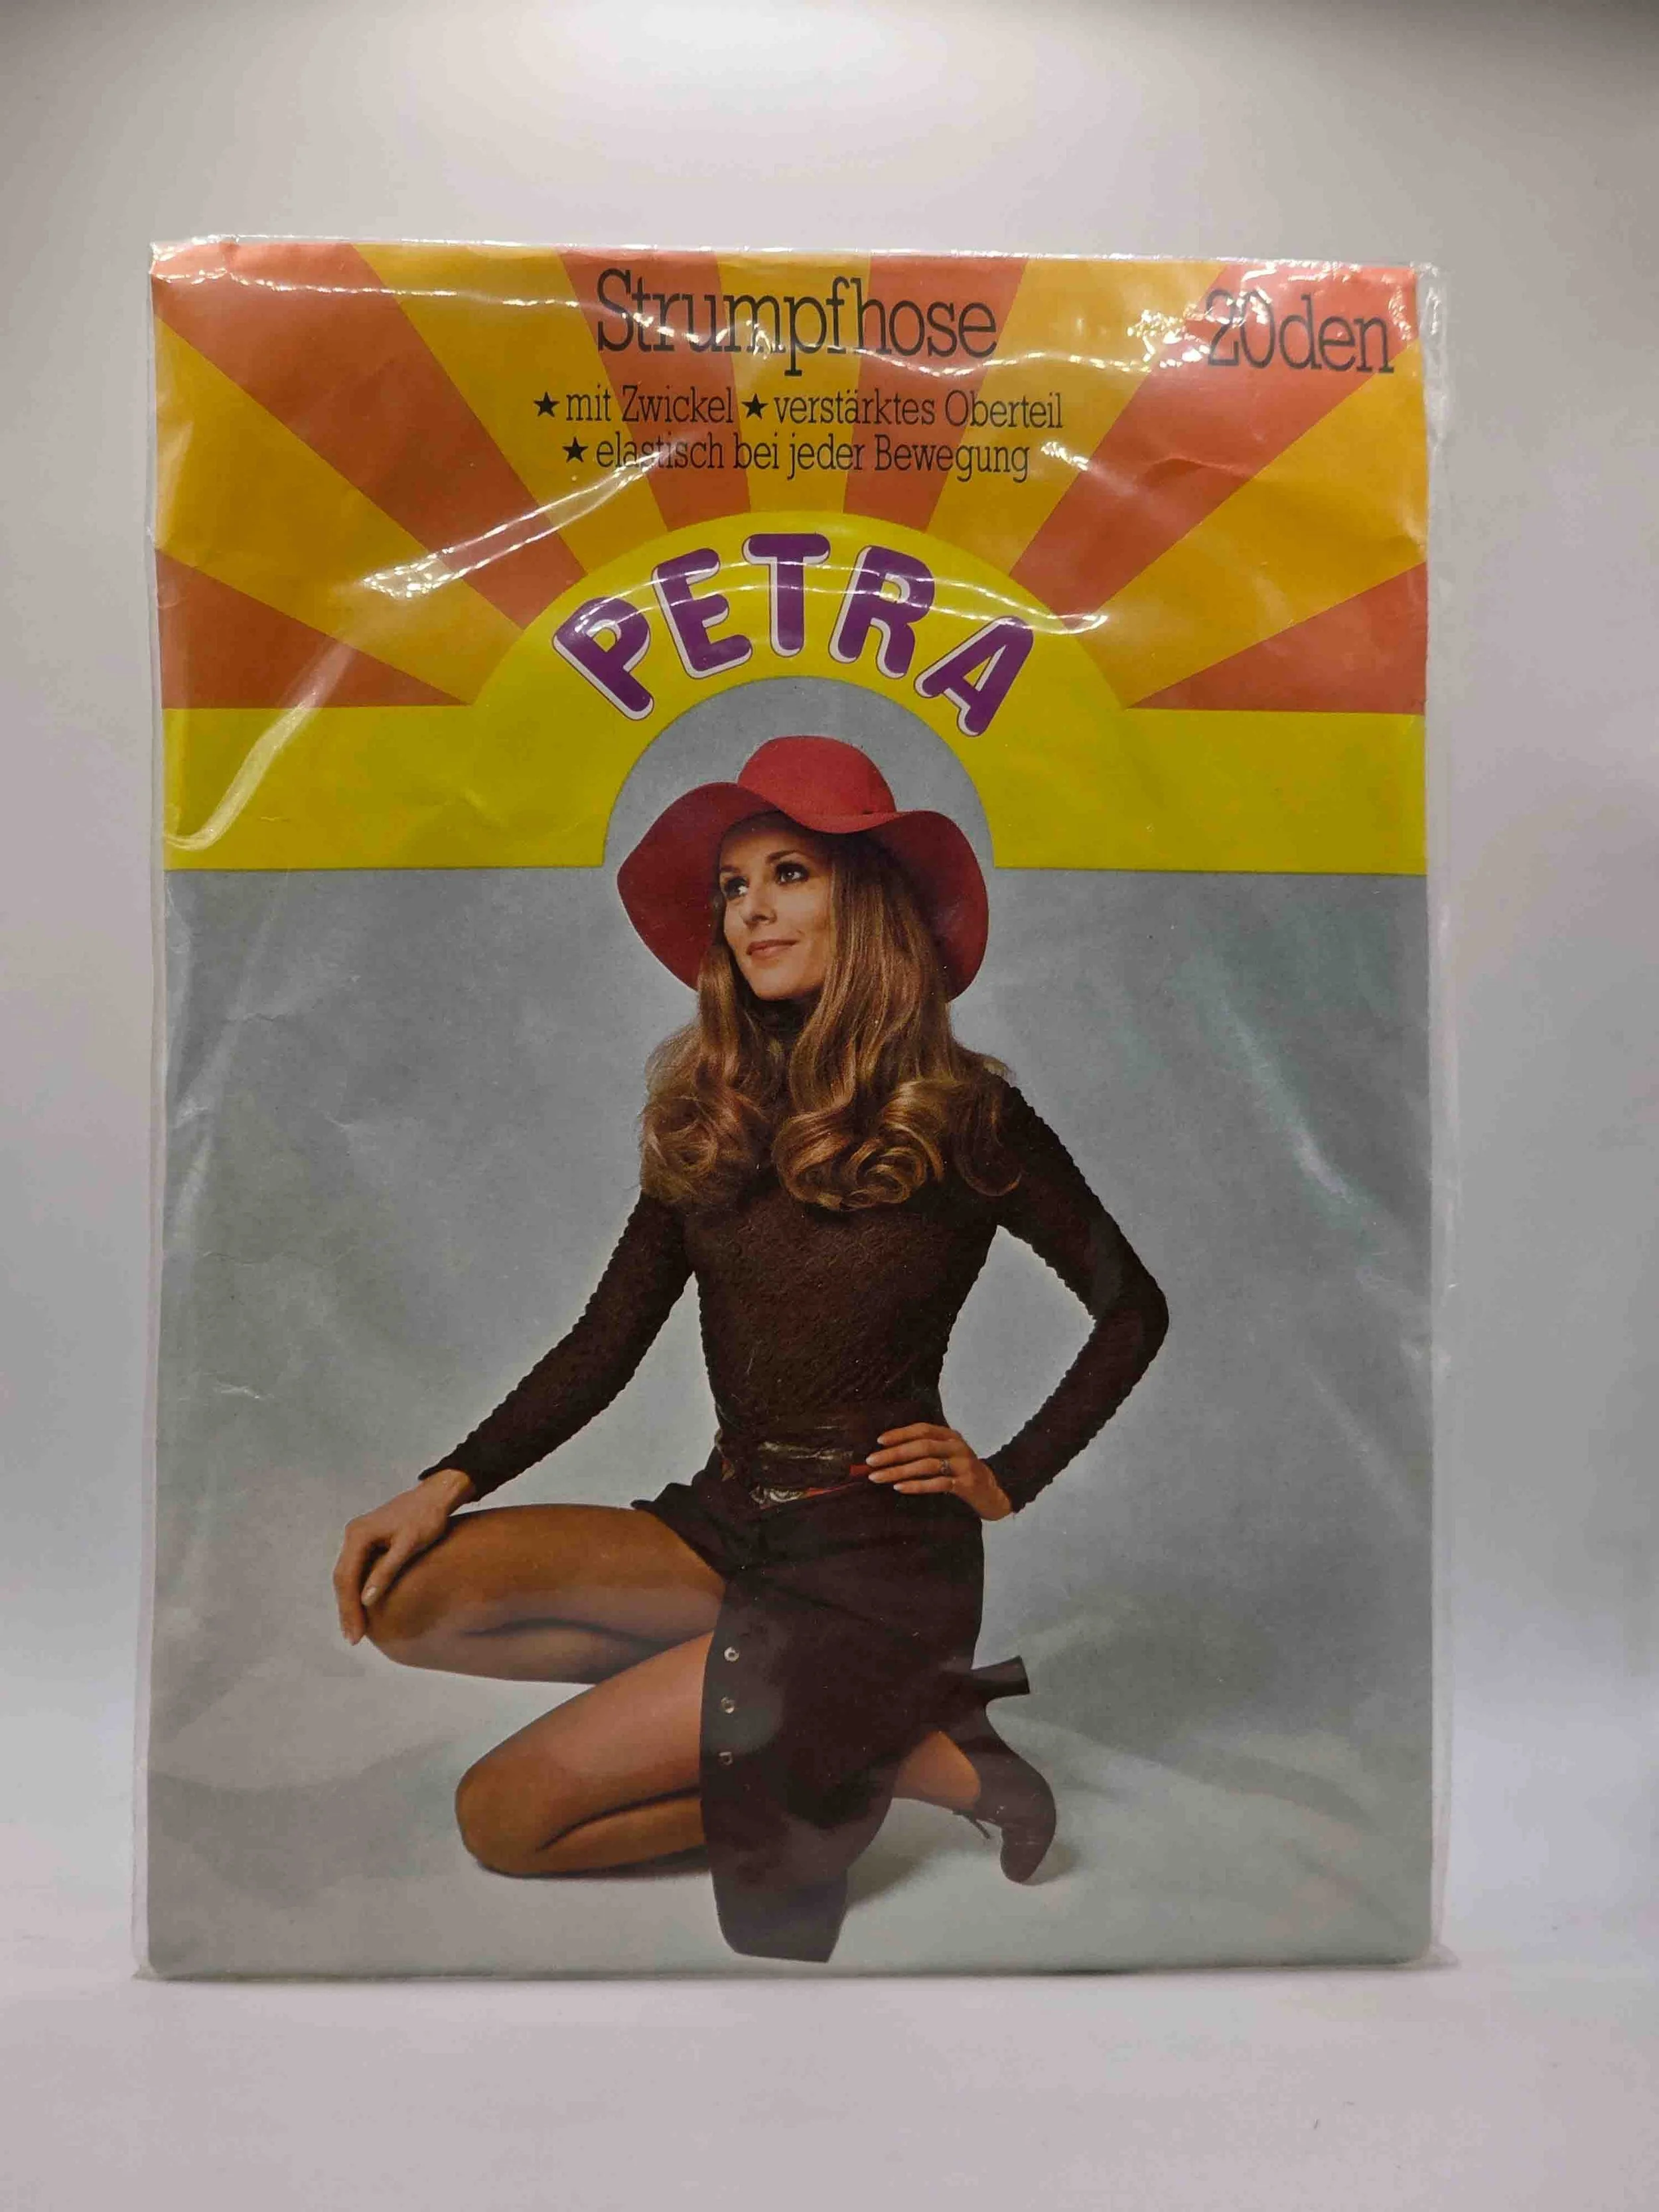 Strumpfhose
20den
★ mit Zwickel ★ verstärktes Oberteil
★ elastisch bei jeder Bewegung
PETRA